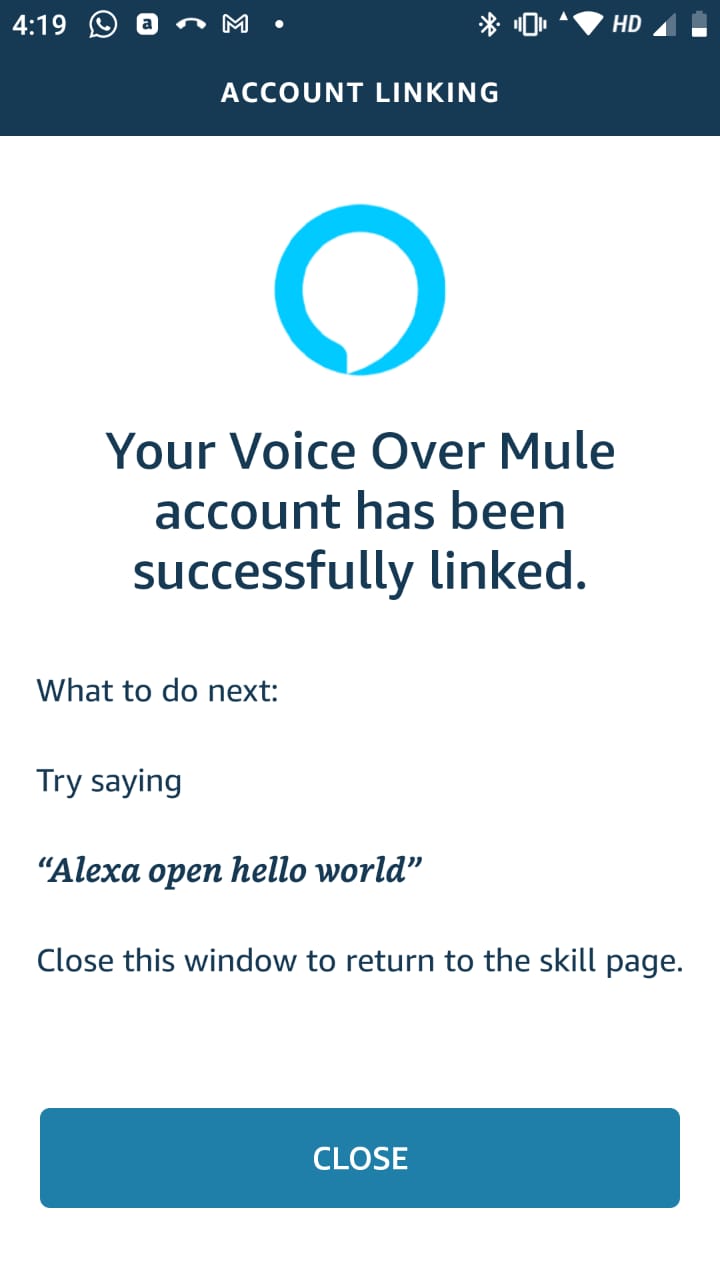 4:19 a HD
ACCOUNT LINKING
Your Voice Over Mule
account has been
successfully linked.
What to do next:
Try saying
“Alexa open hello world”
Close this window to return to the skill page.
CLOSE